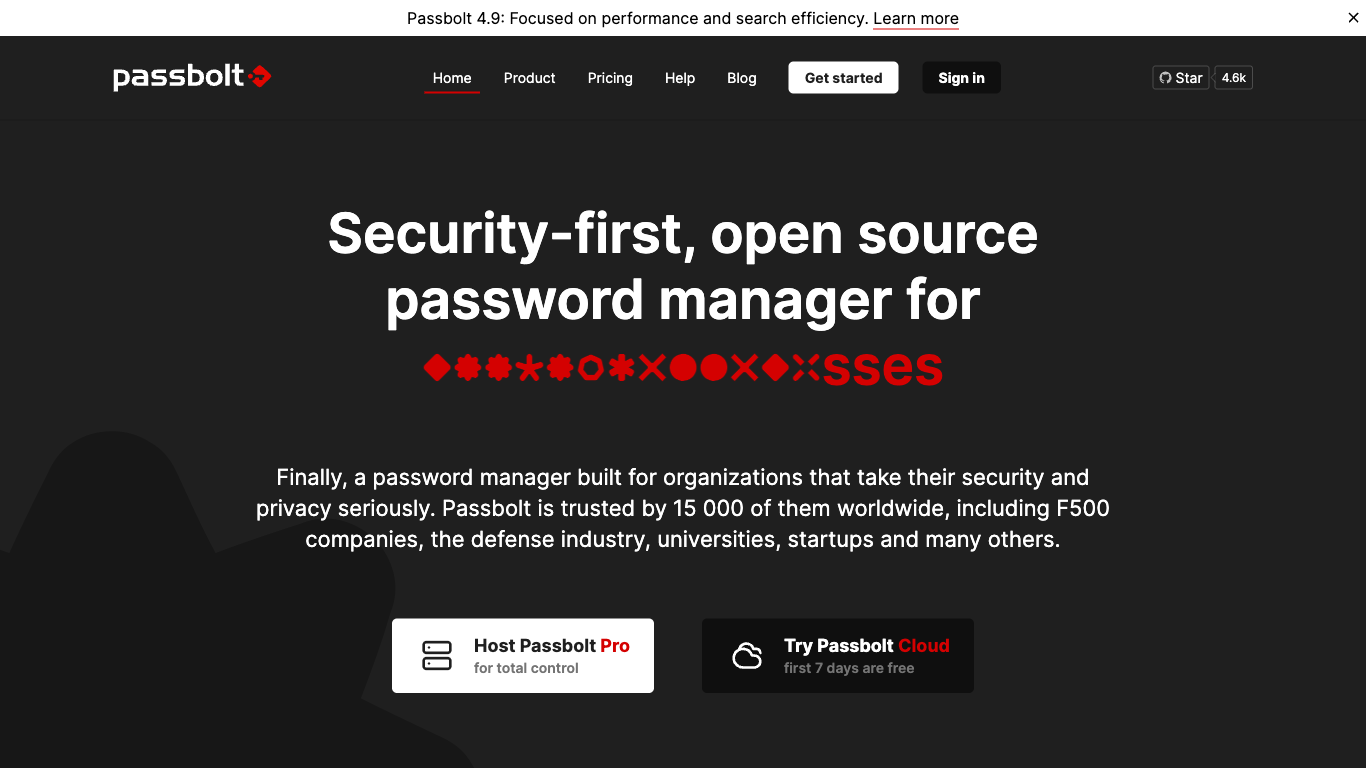 Passbolt 4.9: Focused on performance and search efficiency. Learn more
passbolt
Home
Product
Pricing
Help
Blog
Get started
Sign in
Star
4.6k
Security-first, open source
password manager for
sses
Finally, a password manager built for organizations that take their security and
privacy seriously. Passbolt is trusted by 15 000 of them worldwide, including F500
companies, the defense industry, universities, startups and many others.
Host Passbolt Pro
for total control
Try Passbolt Cloud
first 7 days are free